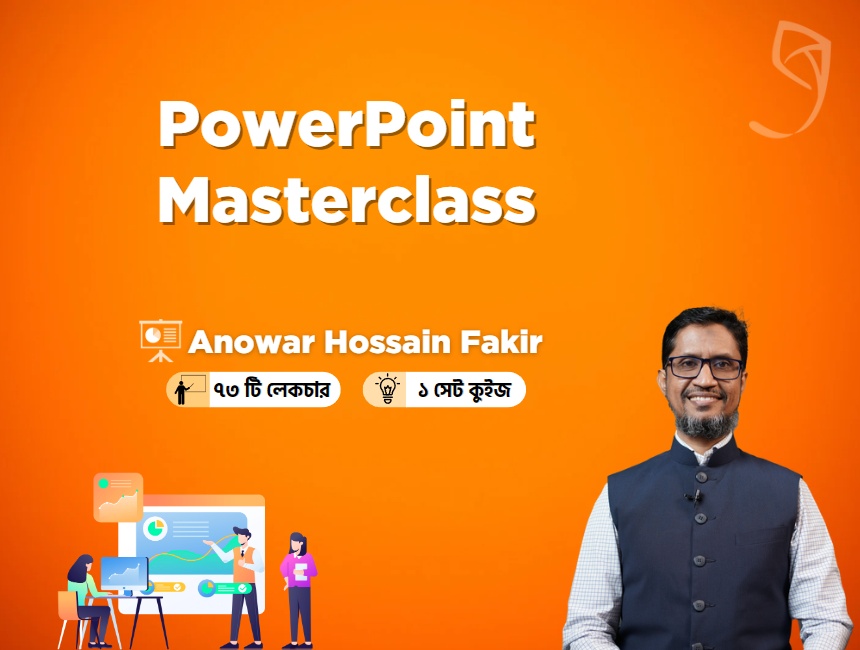 PowerPoint
Masterclass
Anowar Hossain Fakir
৭৩ টি লেকচার
১ সেট কুইজ